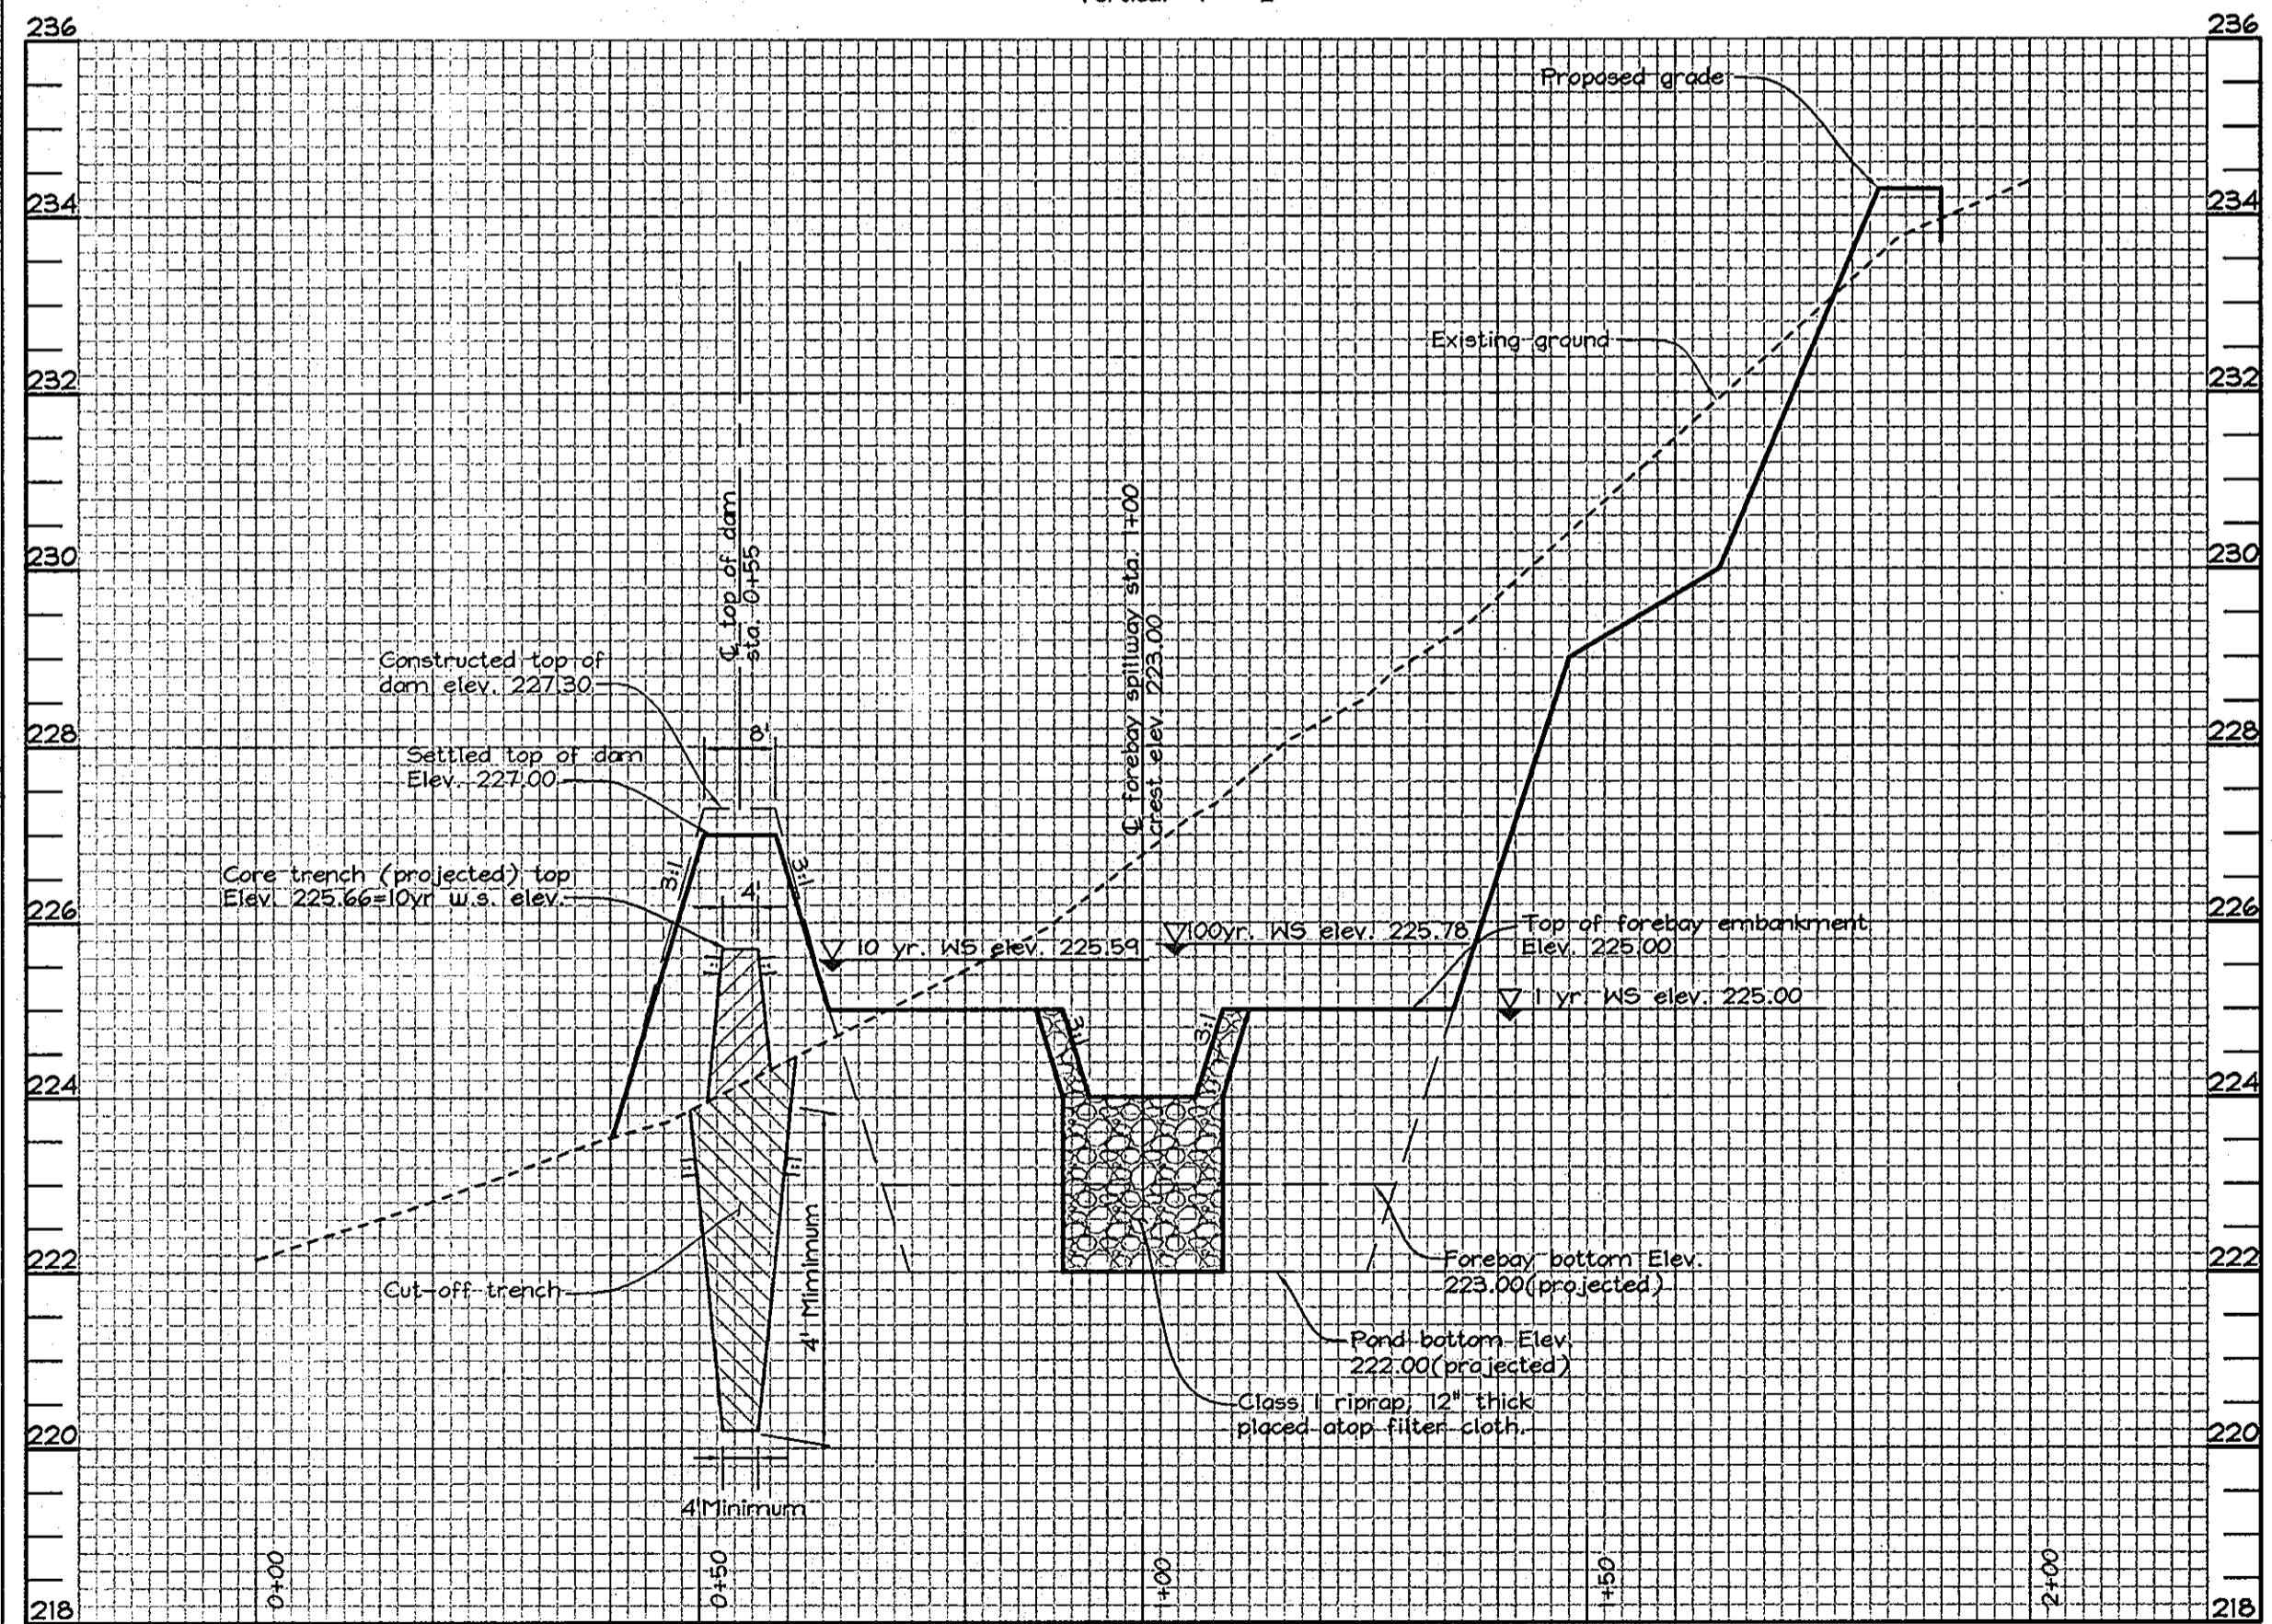 236
236
Proposed grade
234
234
Existing ground
232
232
℄ top of dam
sta. 0+55
℄ forebay spillway sta. 1+00
crest elev. 223.00
230
230
Constructed top of
dam elev. 227.30
8'
228
228
Settled top of dam
Elev. 227.00
3:1
3:1
Core trench (projected) top
Elev. 225.66=10yr w.s. elev.
4'
226
226
10 yr. WS elev. 225.59
100yr. WS elev. 225.78
Top of forebay embankment
Elev. 225.00
1 yr. WS elev. 225.00
1:1
1:1
3:1
3:1
224
224
1:1
1:1
4' Minimum
222
222
Forebay bottom Elev.
223.00(projected)
Cut-off trench
Pond bottom Elev.
222.00(projected)
Class 1 riprap, 12" thick
placed atop filter cloth.
220
220
4' Minimum
0+00
0+50
1+00
1+50
2+00
218
218